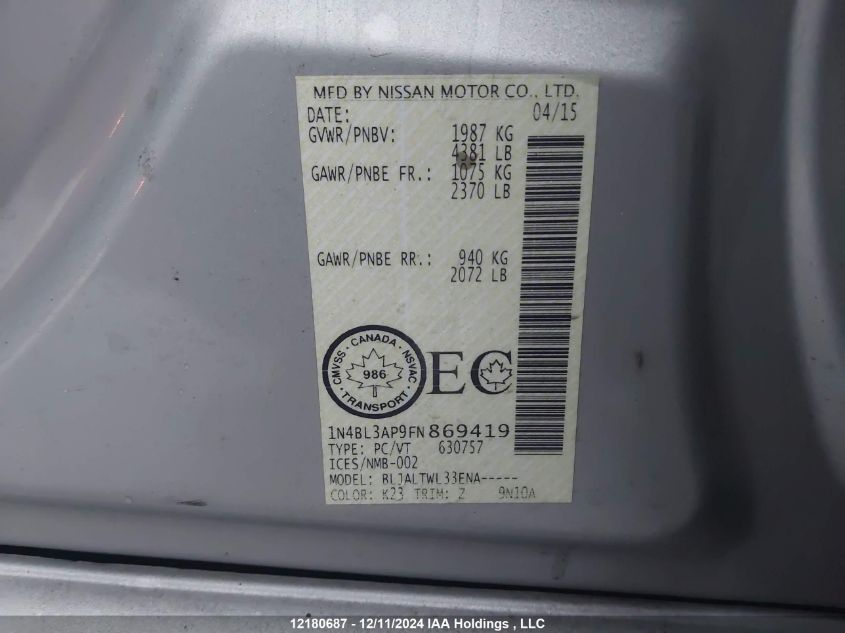 MFD BY NISSAN MOTOR CO., LTD.
DATE: 04/15
GVWR/PNBV: 1987 KG
4381 LB
GAWR/PNBE FR.: 1075 KG
2370 LB
GAWR/PNBE RR.: 940 KG
2072 LB
CMVSS · CANADA · NSVAC · TRANSPORT ·
986
EC
1N4BL3AP9FN869419
TYPE: PC/VT 630757
ICES/NMB-002
MODEL: BLJALTWL33ENA-----
COLOR: K23 TRIM: Z 9N10A
12180687 - 12/11/2024 IAA Holdings , LLC